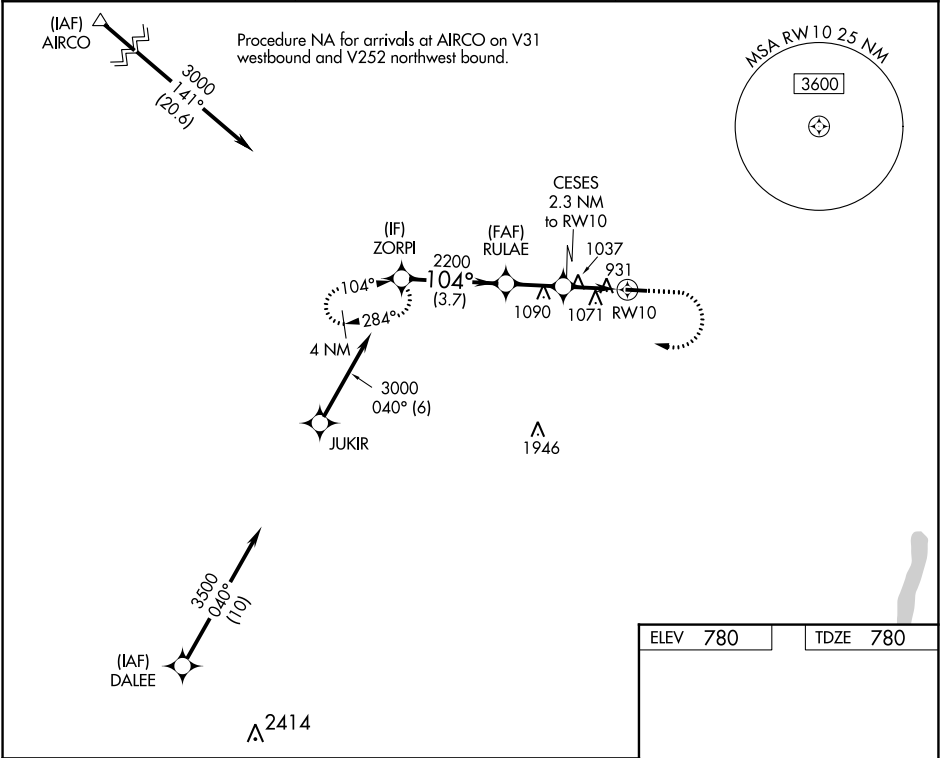 (IAF)
AIRCO
Procedure NA for arrivals at AIRCO on V31
westbound and V252 northwest bound.
3000
141°
(20.6)
MSA RW10 25 NM
3600
CESES
2.3 NM
to RW10
(IF)
ZORPI
(FAF)
RULAE
1037
931
2200
104°
(3.7)
104°
284°
4 NM
1090
1071
RW10
3000
040° (6)
JUKIR
1946
3500
040°
(10)
(IAF)
DALEE
2414
ELEV 780
TDZE 780